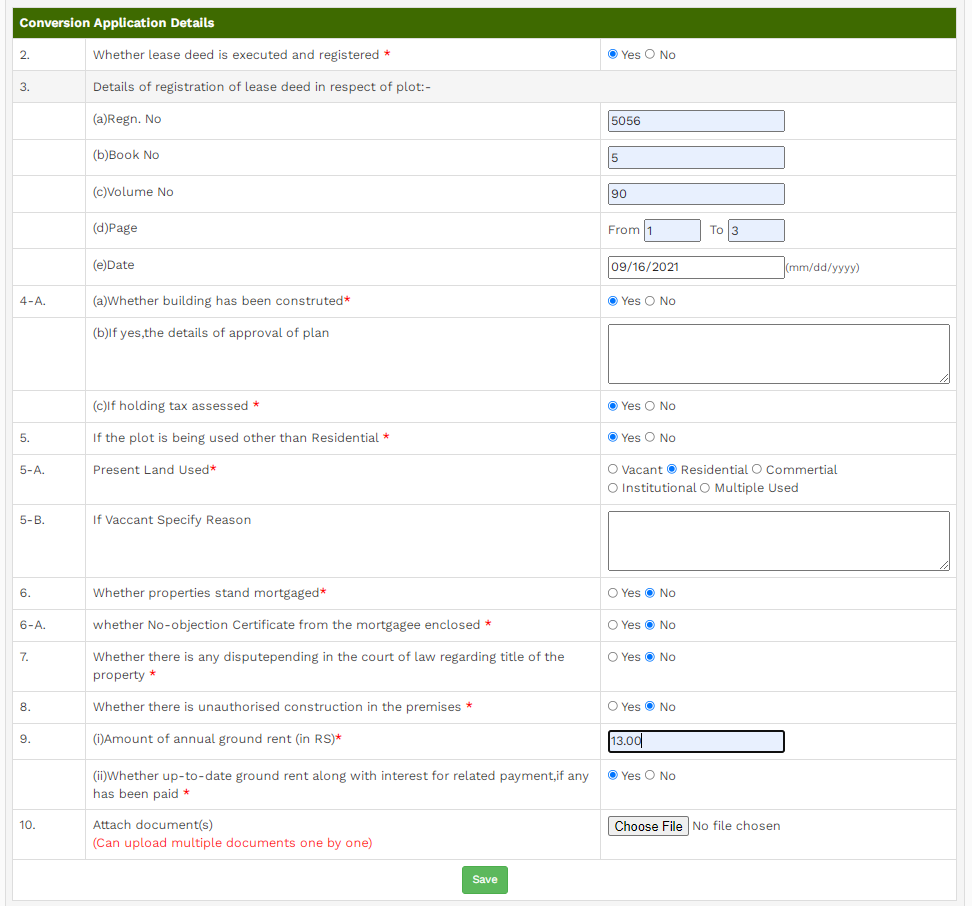 Conversion Application Details
2. Whether lease deed is executed and registered * Yes No
3. Details of registration of lease deed in respect of plot:-
(a)Regn. No 5056
(b)Book No 5
(c)Volume No 90
(d)Page From 1 To 3
(e)Date 09/16/2021 (mm/dd/yyyy)
4-A. (a)Whether building has been construted* Yes No
(b)If yes,the details of approval of plan
(c)If holding tax assessed * Yes No
5. If the plot is being used other than Residential * Yes No
5-A. Present Land Used* Vacant Residential Commertial
Institutional Multiple Used
5-B. If Vaccant Specify Reason
6. Whether properties stand mortgaged* Yes No
6-A. whether No-objection Certificate from the mortgagee enclosed * Yes No
7. Whether there is any disputepending in the court of law regarding title of the
property * Yes No
8. Whether there is unauthorised construction in the premises * Yes No
9. (i)Amount of annual ground rent (in RS)* 13.00
(ii)Whether up-to-date ground rent along with interest for related payment,if any
has been paid * Yes No
10. Attach document(s) Choose File No file chosen
(Can upload multiple documents one by one)
Save